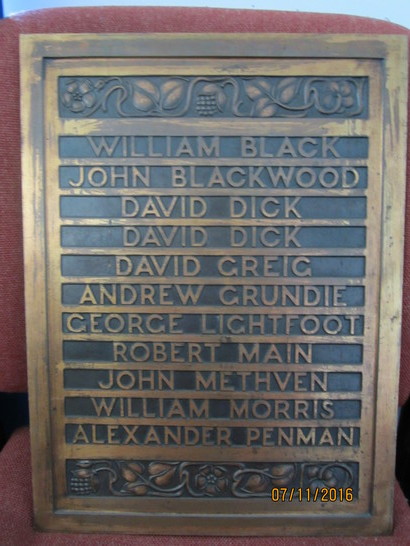 WILLIAM BLACK
JOHN BLACKWOOD
DAVID DICK
DAVID DICK
DAVID GREIG
ANDREW GRUNDIE
GEORGE LIGHTFOOT
ROBERT MAIN
JOHN METHVEN
WILLIAM MORRIS
ALEXANDER PENMAN
07/11/2016